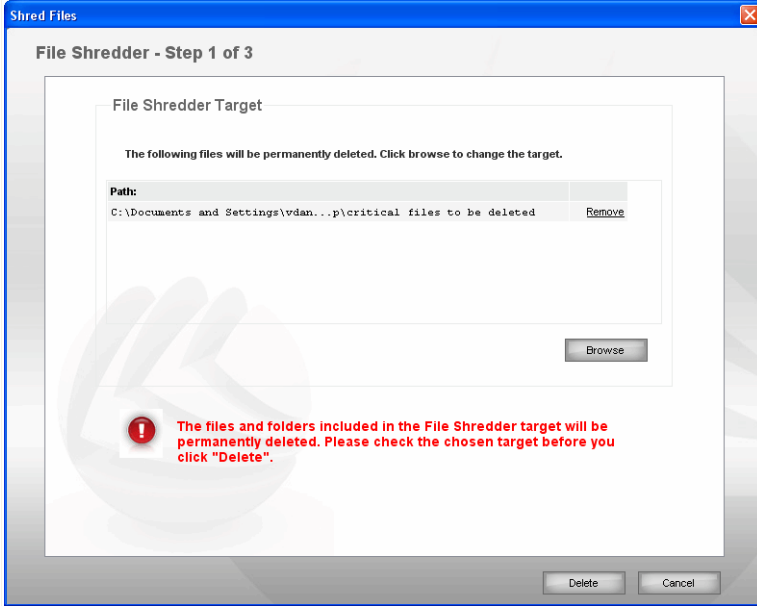 Shred Files
File Shredder - Step 1 of 3
File Shredder Target
The following files will be permanently deleted. Click browse to change the target.
Path:
C:\Documents and Settings\vdan...p\critical files to be deleted Remove
Browse
The files and folders included in the File Shredder target will be
permanently deleted. Please check the chosen target before you
click "Delete".
Delete Cancel